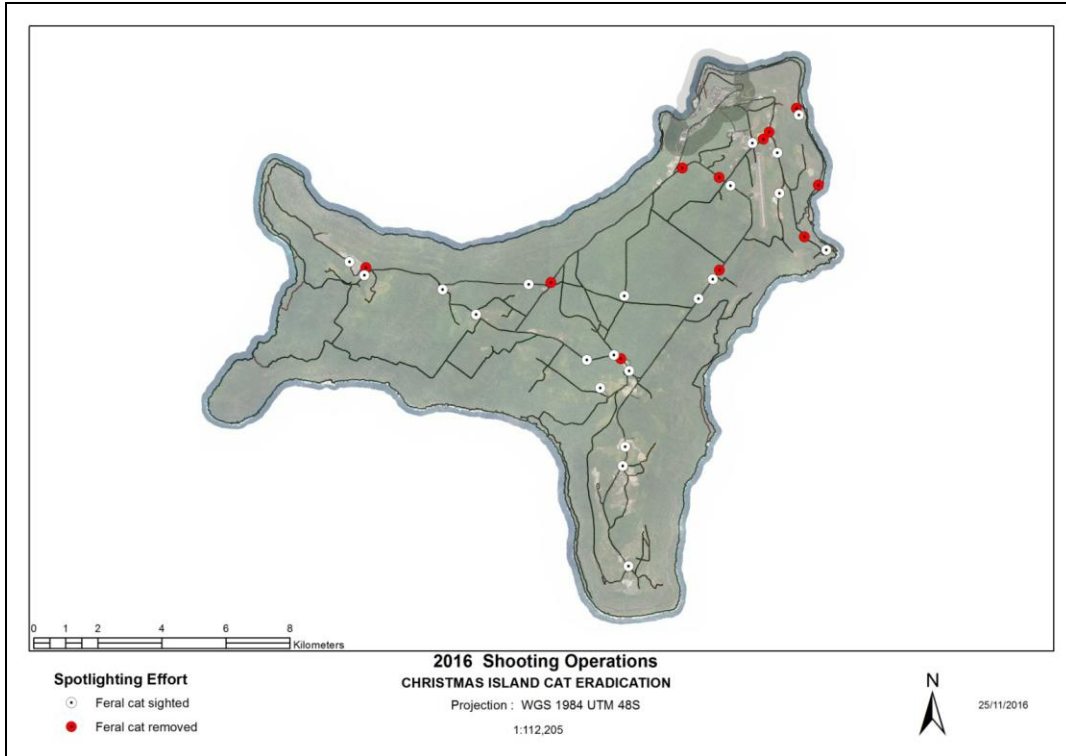 0 1 2 4 6 8
Kilometers
2016 Shooting Operations
CHRISTMAS ISLAND CAT ERADICATION
Projection : WGS 1984 UTM 48S
1:112,205
Spotlighting Effort
Feral cat sighted
Feral cat removed
N
25/11/2016